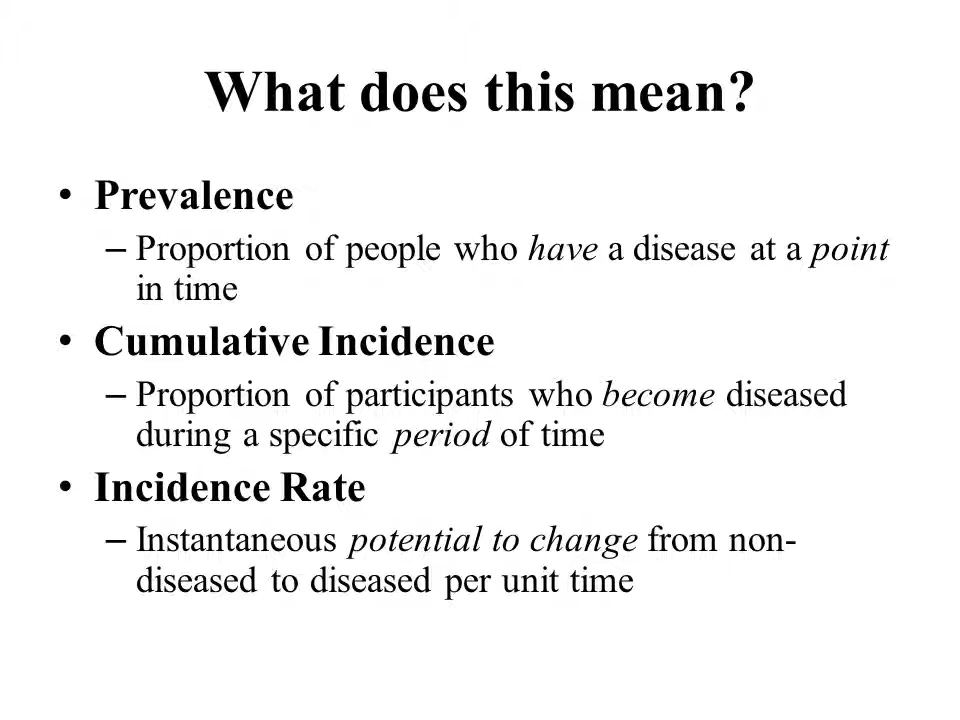 What does this mean?
• Prevalence
– Proportion of people who have a disease at a point
in time
• Cumulative Incidence
– Proportion of participants who become diseased
during a specific period of time
• Incidence Rate
– Instantaneous potential to change from non-
diseased to diseased per unit time